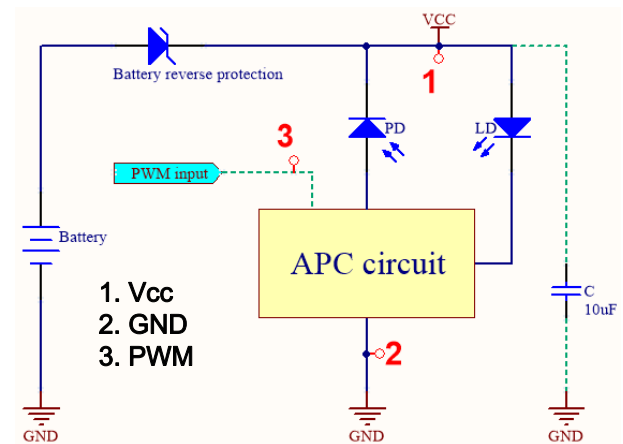 VCC
Battery reverse protection
1
PD
LD
3
PWM input
Battery
APC circuit
1. Vcc
2. GND
3. PWM
C
10uF
2
GND
GND
GND